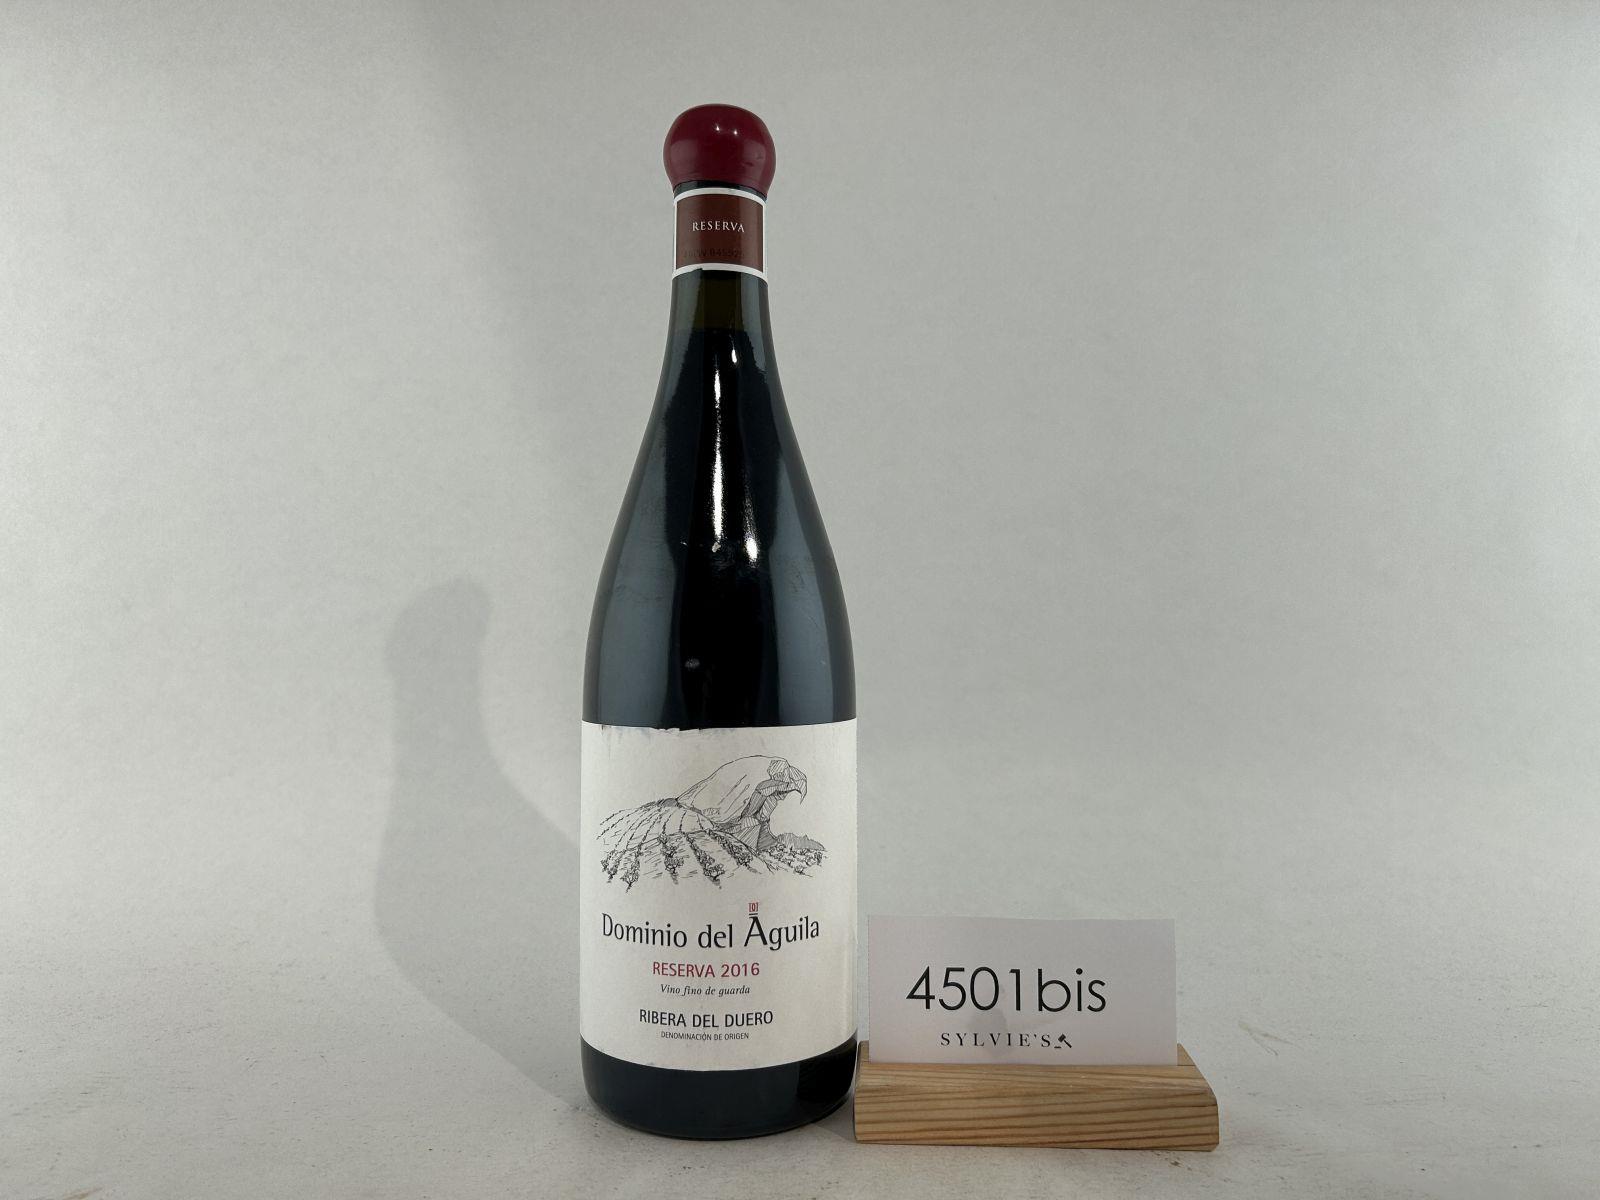 RESERVA
Dominio del Águila
RESERVA 2016
Vino fino de guarda
RIBERA DEL DUERO
DENOMINACIÓN DE ORIGEN
4501bis
SYLVIE'S